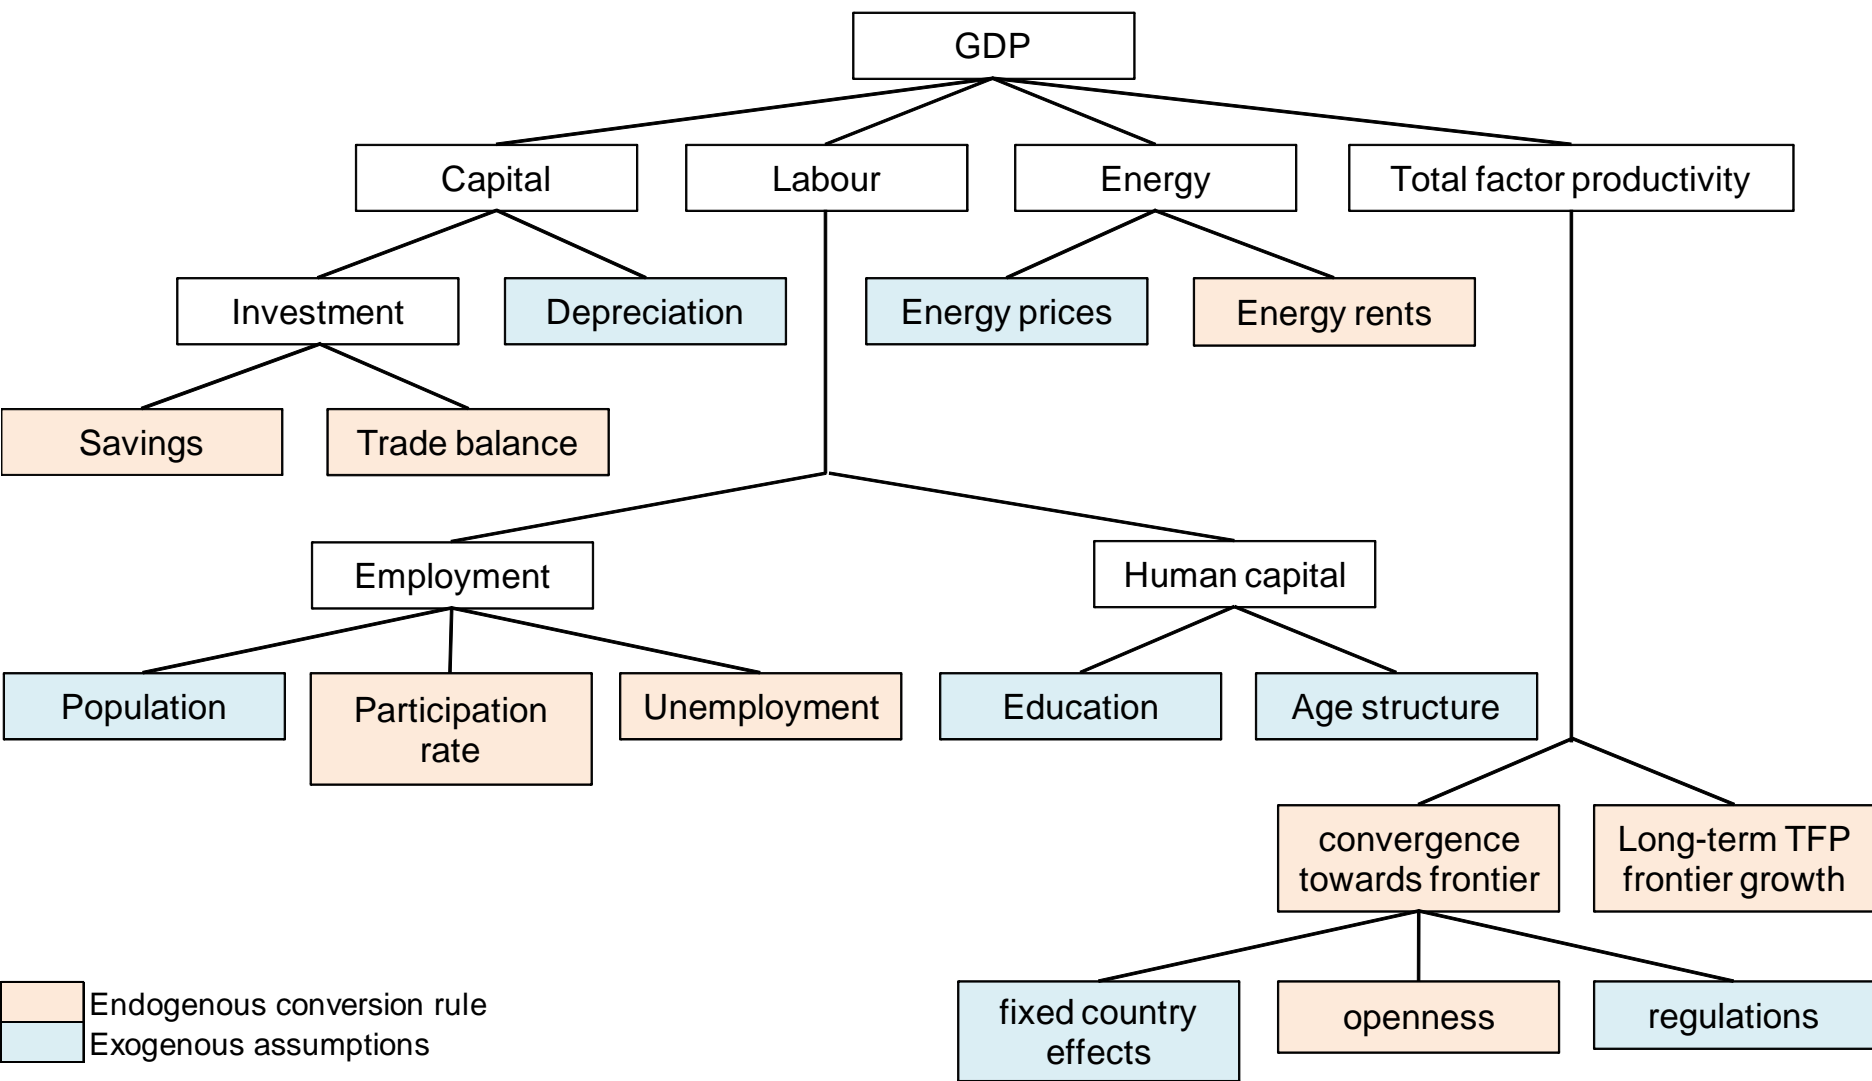 GDP
Capital
Labour
Energy
Total factor productivity
Investment
Depreciation
Energy prices
Energy rents
Savings
Trade balance
Employment
Human capital
Population
Participation
rate
Unemployment
Education
Age structure
convergence
towards frontier
Long-term TFP
frontier growth
fixed country
effects
openness
regulations
Endogenous conversion rule
Exogenous assumptions